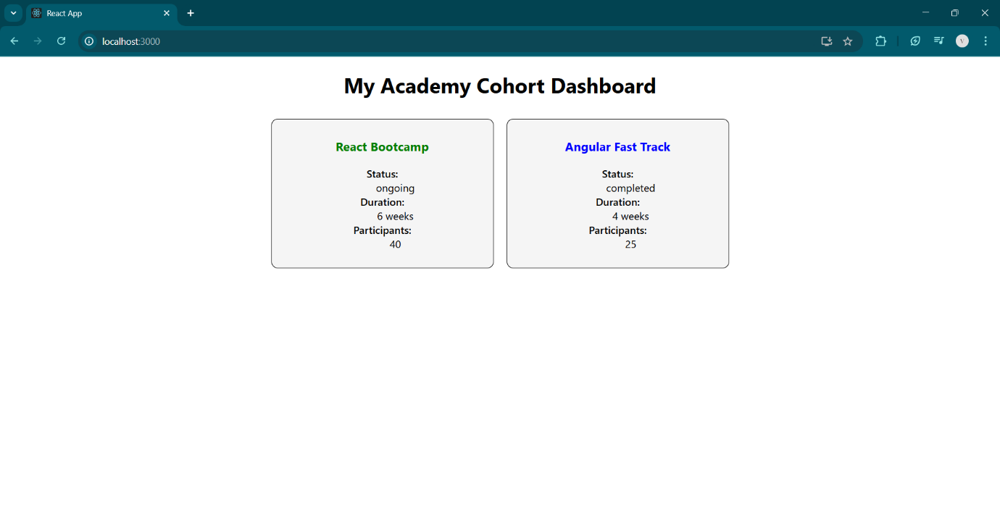 React App
localhost:3000
V
My Academy Cohort Dashboard
React Bootcamp
Status:
ongoing
Duration:
6 weeks
Participants:
40
Angular Fast Track
Status:
completed
Duration:
4 weeks
Participants:
25